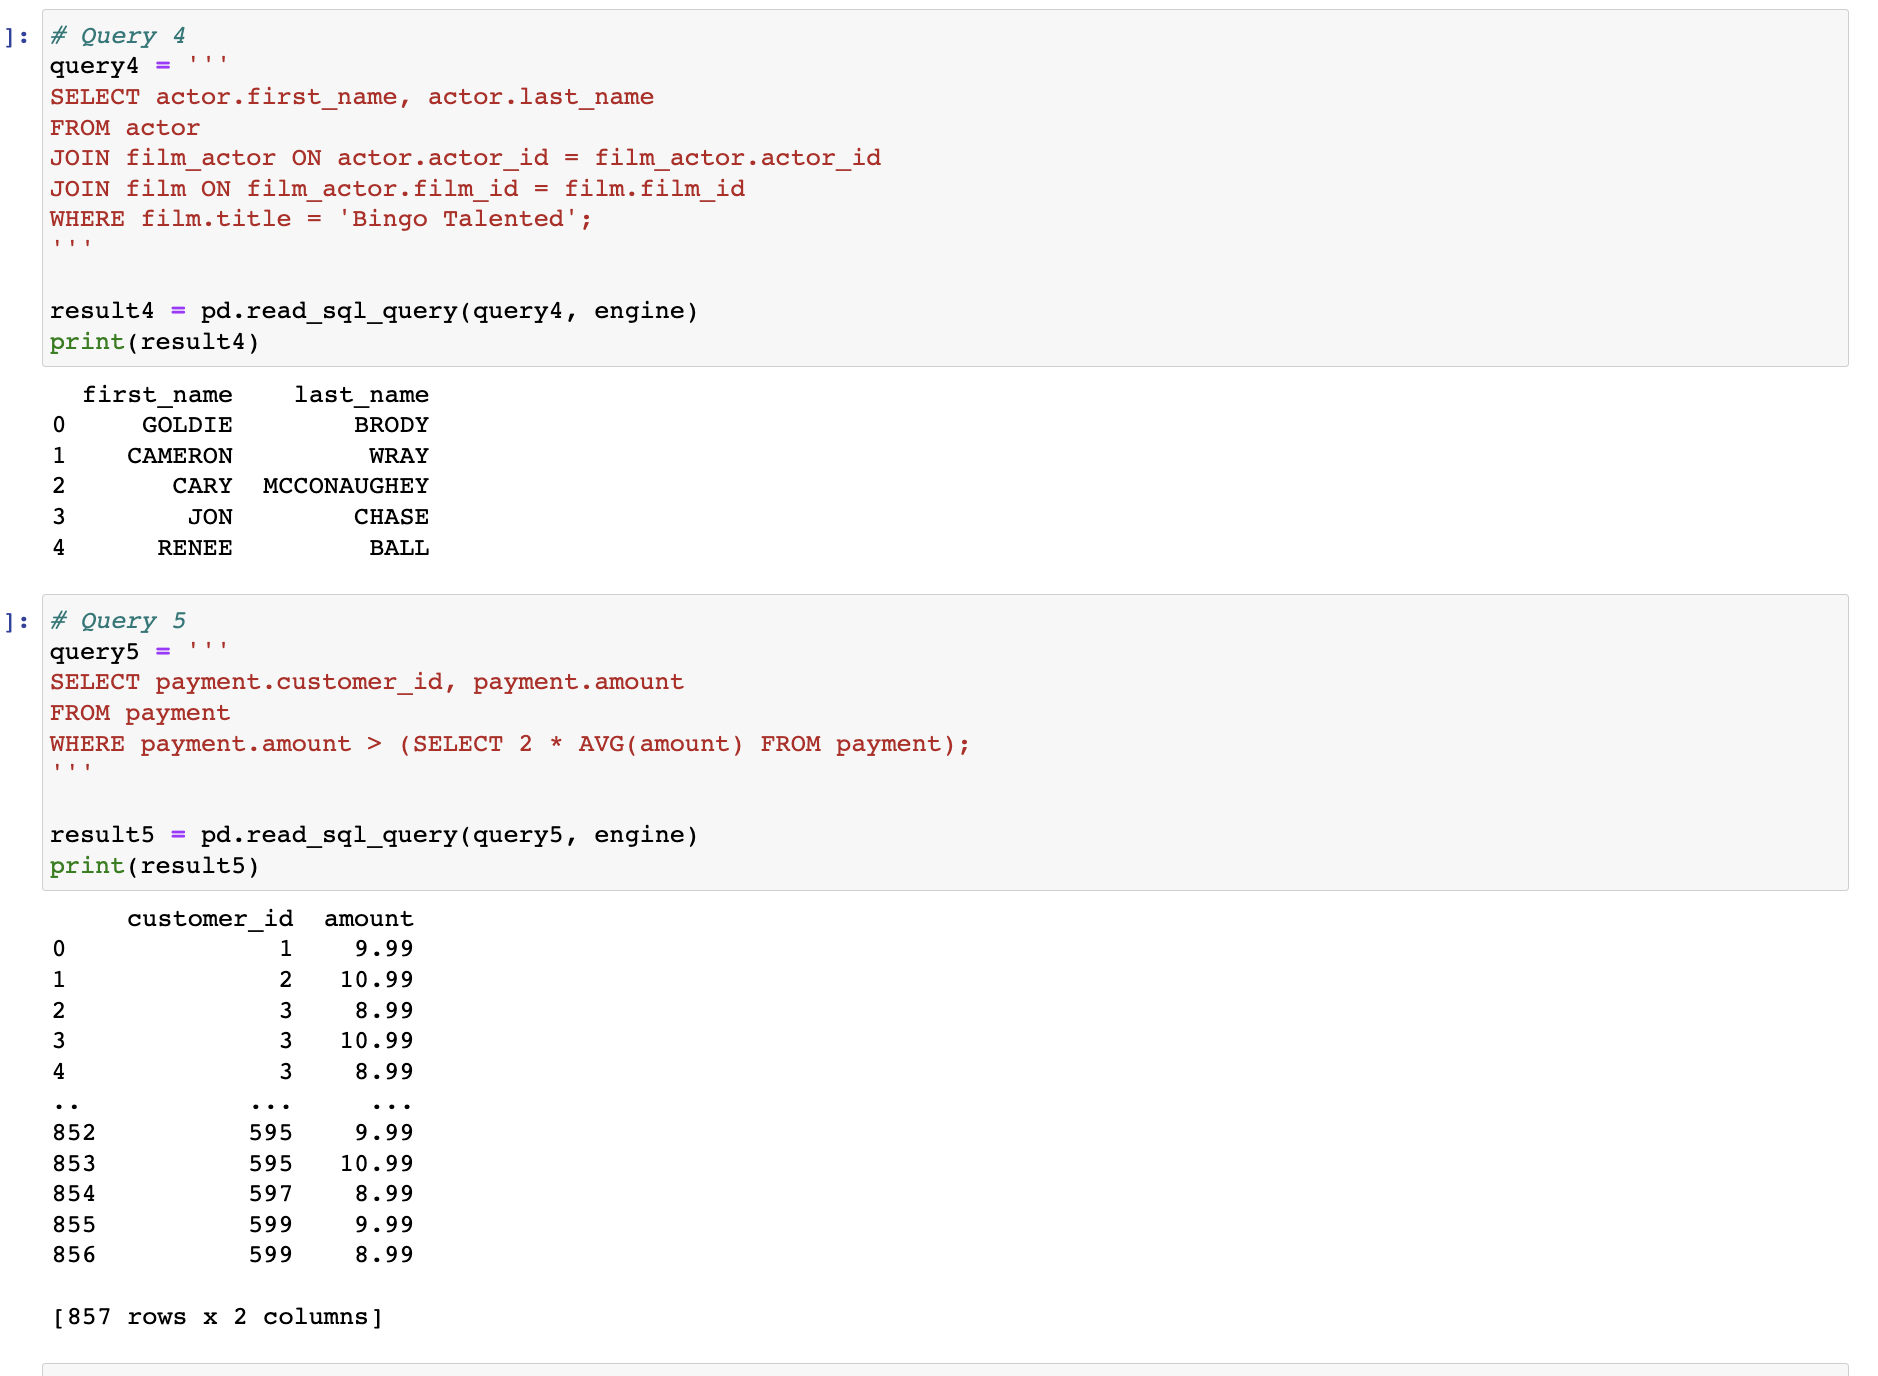 ]: # Query 4
query4 = '''
SELECT actor.first_name, actor.last_name
FROM actor
JOIN film_actor ON actor.actor_id = film_actor.actor_id
JOIN film ON film_actor.film_id = film.film_id
WHERE film.title = 'Bingo Talented';
'''
result4 = pd.read_sql_query(query4, engine)
print(result4)
first_name last_name
0 GOLDIE BRODY
1 CAMERON WRAY
2 CARY MCCONAUGHEY
3 JON CHASE
4 RENEE BALL
]: # Query 5
query5 = '''
SELECT payment.customer_id, payment.amount
FROM payment
WHERE payment.amount > (SELECT 2 * AVG(amount) FROM payment);
'''
result5 = pd.read_sql_query(query5, engine)
print(result5)
customer_id amount
0 1 9.99
1 2 10.99
2 3 8.99
3 3 10.99
4 3 8.99
.. ... ...
852 595 9.99
853 595 10.99
854 597 8.99
855 599 9.99
856 599 8.99
[857 rows x 2 columns]